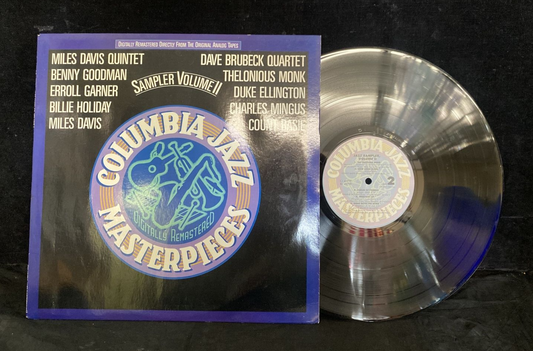 DIGITALLY REMASTERED DIRECTLY FROM THE ORIGINAL ANALOG TAPES
MILES DAVIS QUINTET
BENNY GOODMAN
ERROLL GARNER
BILLIE HOLIDAY
MILES DAVIS
DAVE BRUBECK QUARTET
THELONIOUS MONK
DUKE ELLINGTON
CHARLES MINGUS
COUNT BASIE
SAMPLER VOLUME II
COLUMBIA JAZZ
MASTERPIECES
DIGITALLY REMASTERED
COLUMBIA JAZZ
MASTERPIECES
2